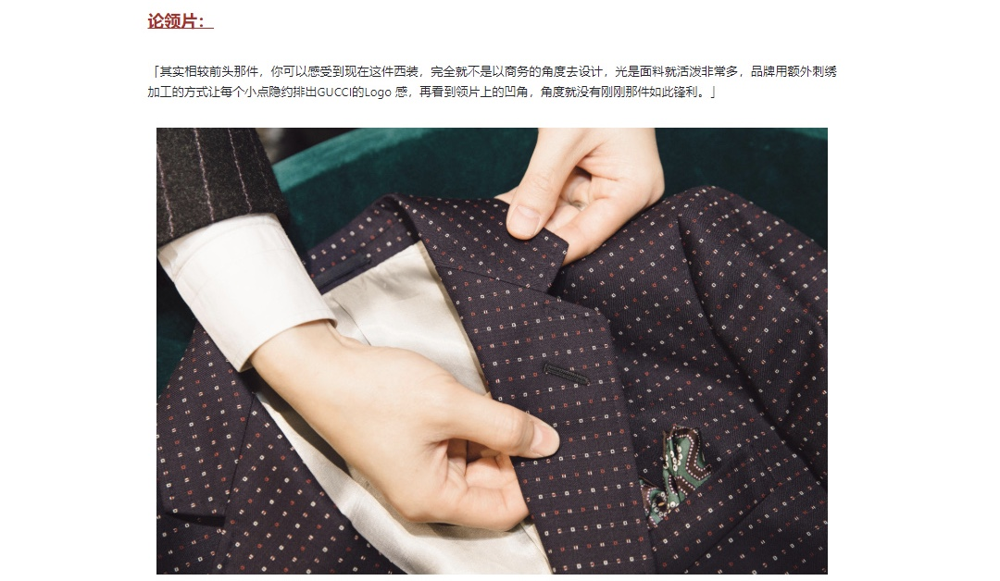 论领片：
「其实相较前头那件，你可以感受到现在这件西装，完全就不是以商务的角度去设计，光是面料就活泼非常多，品牌用额外刺绣
加工的方式让每个小点隐约排出GUCCI的Logo 感，再看到领片上的凹角，角度就没有刚刚那件如此锋利。」